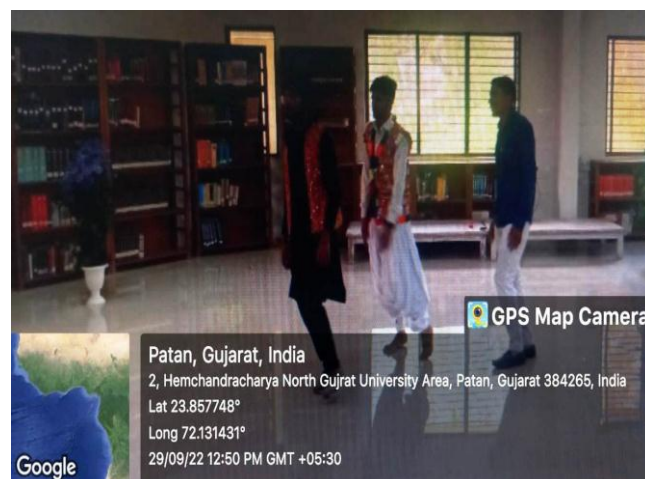 GPS Map Camera
Patan, Gujarat, India
2, Hemchandracharya North Gujrat University Area, Patan, Gujarat 384265, India
Lat 23.857748°
Long 72.131431°
29/09/22 12:50 PM GMT +05:30
Google